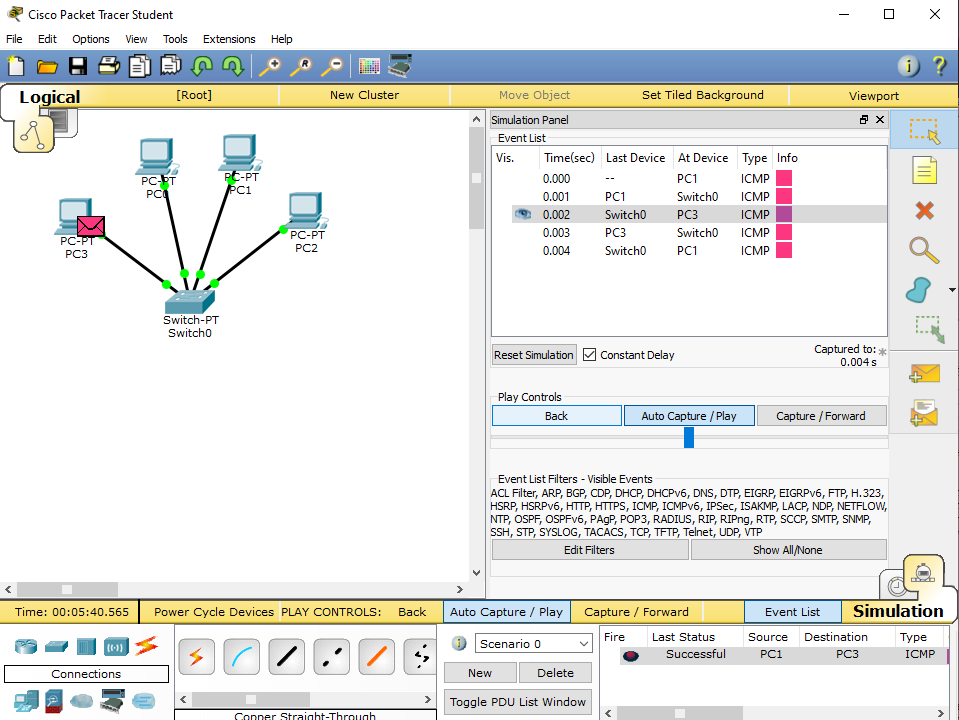 Cisco Packet Tracer Student
File Edit Options View Tools Extensions Help
Logical [Root] New Cluster Move Object Set Tiled Background Viewport
PC-PT
PC0
PC-PT
PC1
PC-PT
PC2
PC-PT
PC3
Switch-PT
Switch0
Simulation Panel
Event List
Vis. Time(sec) Last Device At Device Type Info
0.000 -- PC1 ICMP
0.001 PC1 Switch0 ICMP
0.002 Switch0 PC3 ICMP
0.003 PC3 Switch0 ICMP
0.004 Switch0 PC1 ICMP
Reset Simulation Constant Delay Captured to: *
0.004 s
Play Controls
Back Auto Capture / Play Capture / Forward
Event List Filters - Visible Events
ACL Filter, ARP, BGP, CDP, DHCP, DHCPv6, DNS, DTP, EIGRP, EIGRPv6, FTP, H.323,
HSRP, HSRPv6, HTTP, HTTPS, ICMP, ICMPv6, IPSec, ISAKMP, LACP, NDP, NETFLOW,
NTP, OSPF, OSPFv6, PAgP, POP3, RADIUS, RIP, RIPng, RTP, SCCP, SMTP, SNMP,
SSH, STP, SYSLOG, TACACS, TCP, TFTP, Telnet, UDP, VTP
Edit Filters Show All/None
Time: 00:05:40.565 Power Cycle Devices PLAY CONTROLS: Back Auto Capture / Play Capture / Forward Event List Simulation
Connections
Copper Straight-Through
Scenario 0
New Delete
Toggle PDU List Window
Fire Last Status Source Destination Type
Successful PC1 PC3 ICMP